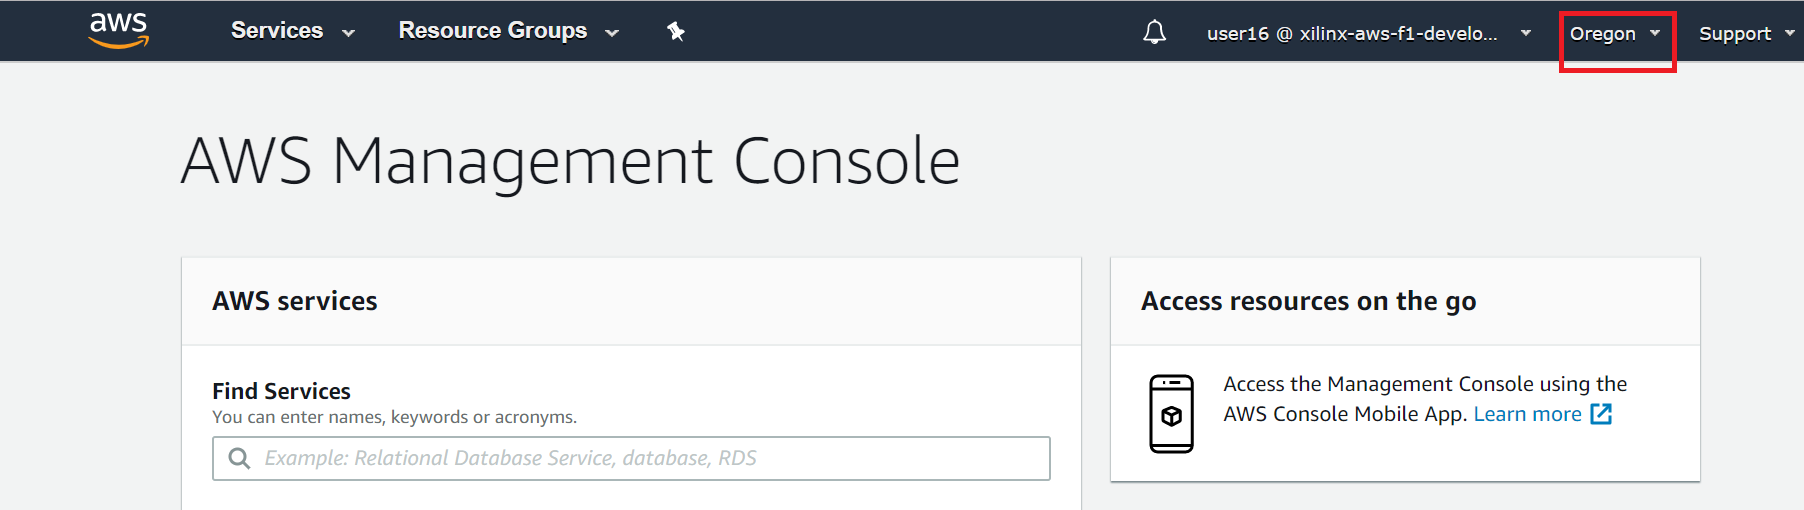 aws Services Resource Groups user16 @ xilinx-aws-f1-develo... Oregon Support
AWS Management Console
AWS services
Find Services
You can enter names, keywords or acronyms.
Example: Relational Database Service, database, RDS
Access resources on the go
Access the Management Console using the
AWS Console Mobile App. Learn more